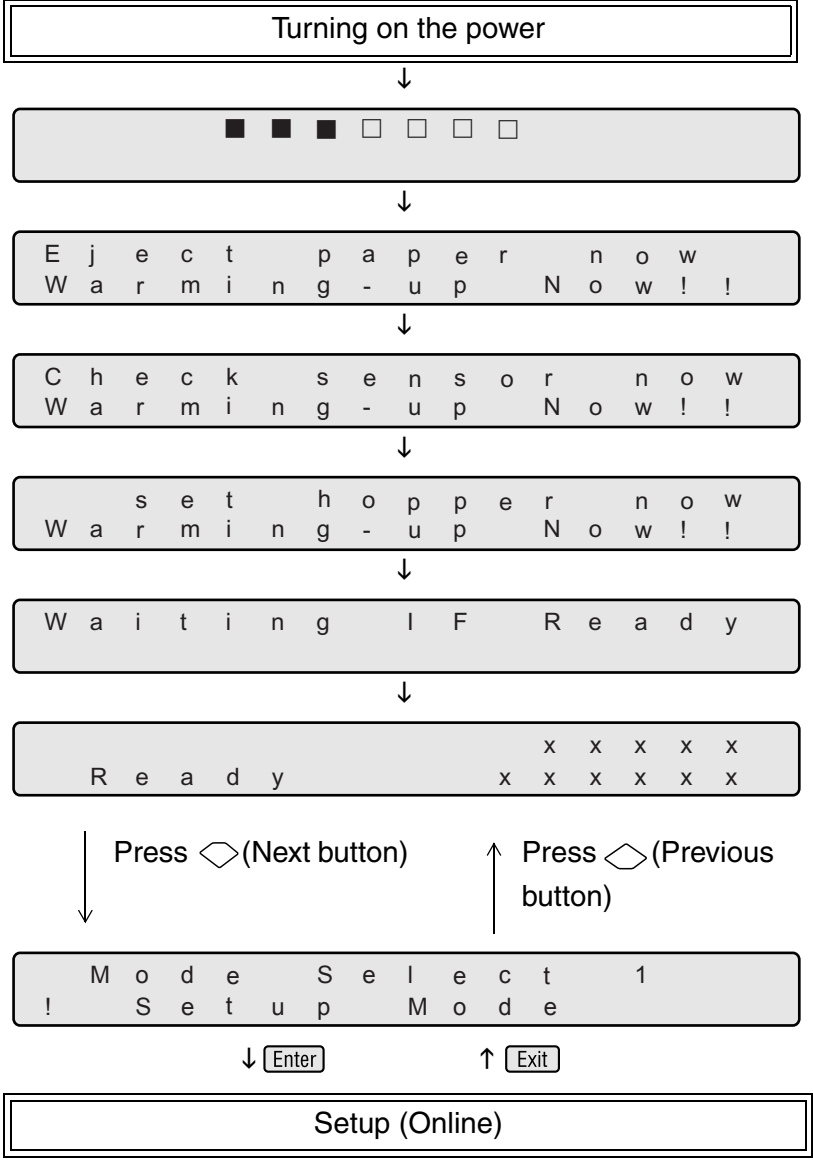 Turning on the power
↓
■ ■ ■ □ □ □ □
↓
Eject paper now
Warming-up Now!!
↓
Check sensor now
Warming-up Now!!
↓
set hopper now
Warming-up Now!!
↓
Waiting IF Ready
↓
xxxxx
Ready xxxxxx
Press (Next button)
Press (Previous
button)
Mode Select 1
! Setup Mode
↓ Enter ↑ Exit
Setup (Online)